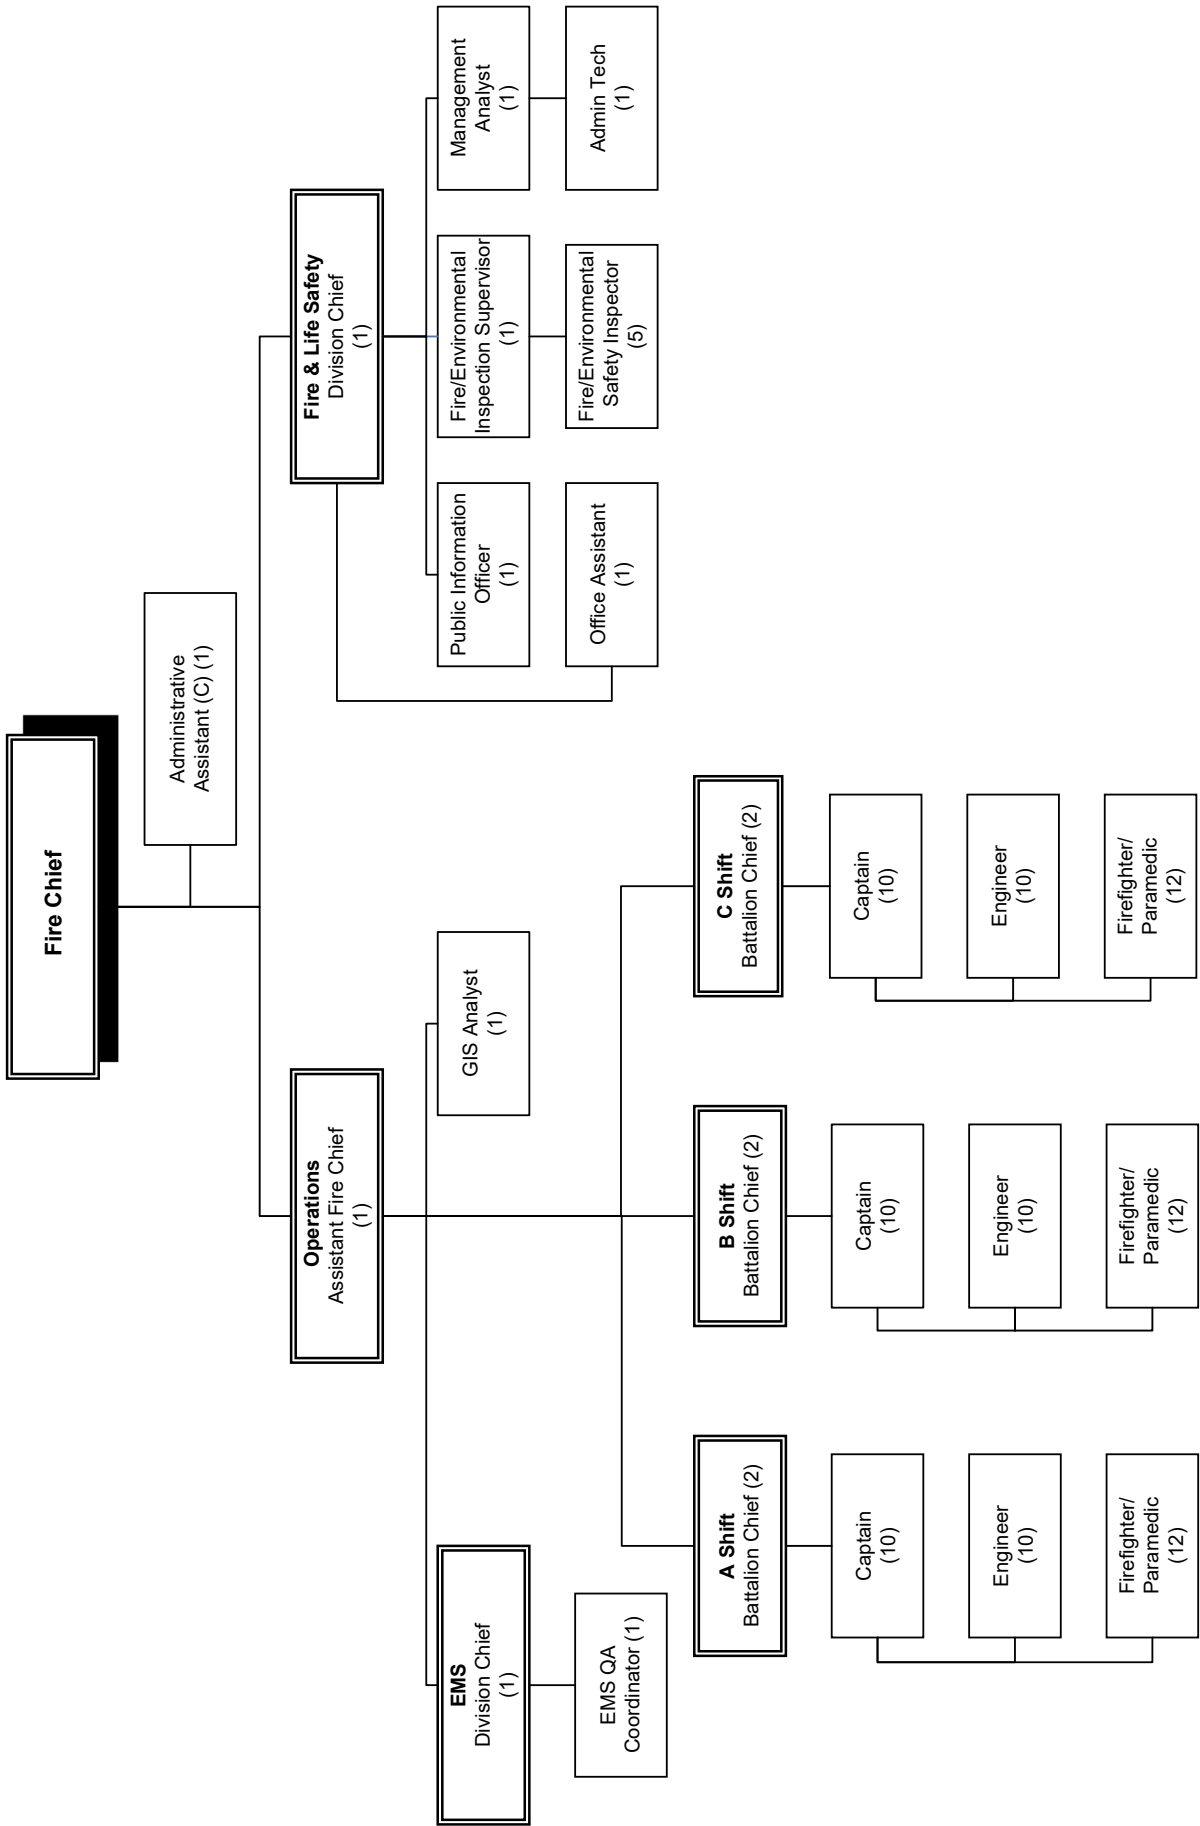 Fire Chief
Administrative
Assistant (C) (1)
Operations
Assistant Fire Chief
(1)
Fire & Life Safety
Division Chief
(1)
EMS
Division Chief
(1)
GIS Analyst
(1)
Public Information
Officer
(1)
Fire/Environmental
Inspection Supervisor
(1)
Management
Analyst
(1)
EMS QA
Coordinator (1)
Office Assistant
(1)
Fire/Environmental
Safety Inspector
(5)
Admin Tech
(1)
A Shift
Battalion Chief (2)
B Shift
Battalion Chief (2)
C Shift
Battalion Chief (2)
Captain
(10)
Captain
(10)
Captain
(10)
Engineer
(10)
Engineer
(10)
Engineer
(10)
Firefighter/
Paramedic
(12)
Firefighter/
Paramedic
(12)
Firefighter/
Paramedic
(12)